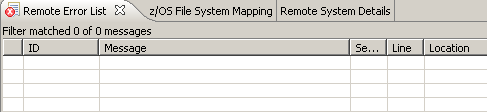 Remote Error List z/OS File System Mapping Remote System Details
Filter matched 0 of 0 messages
ID Message Se... Line Location